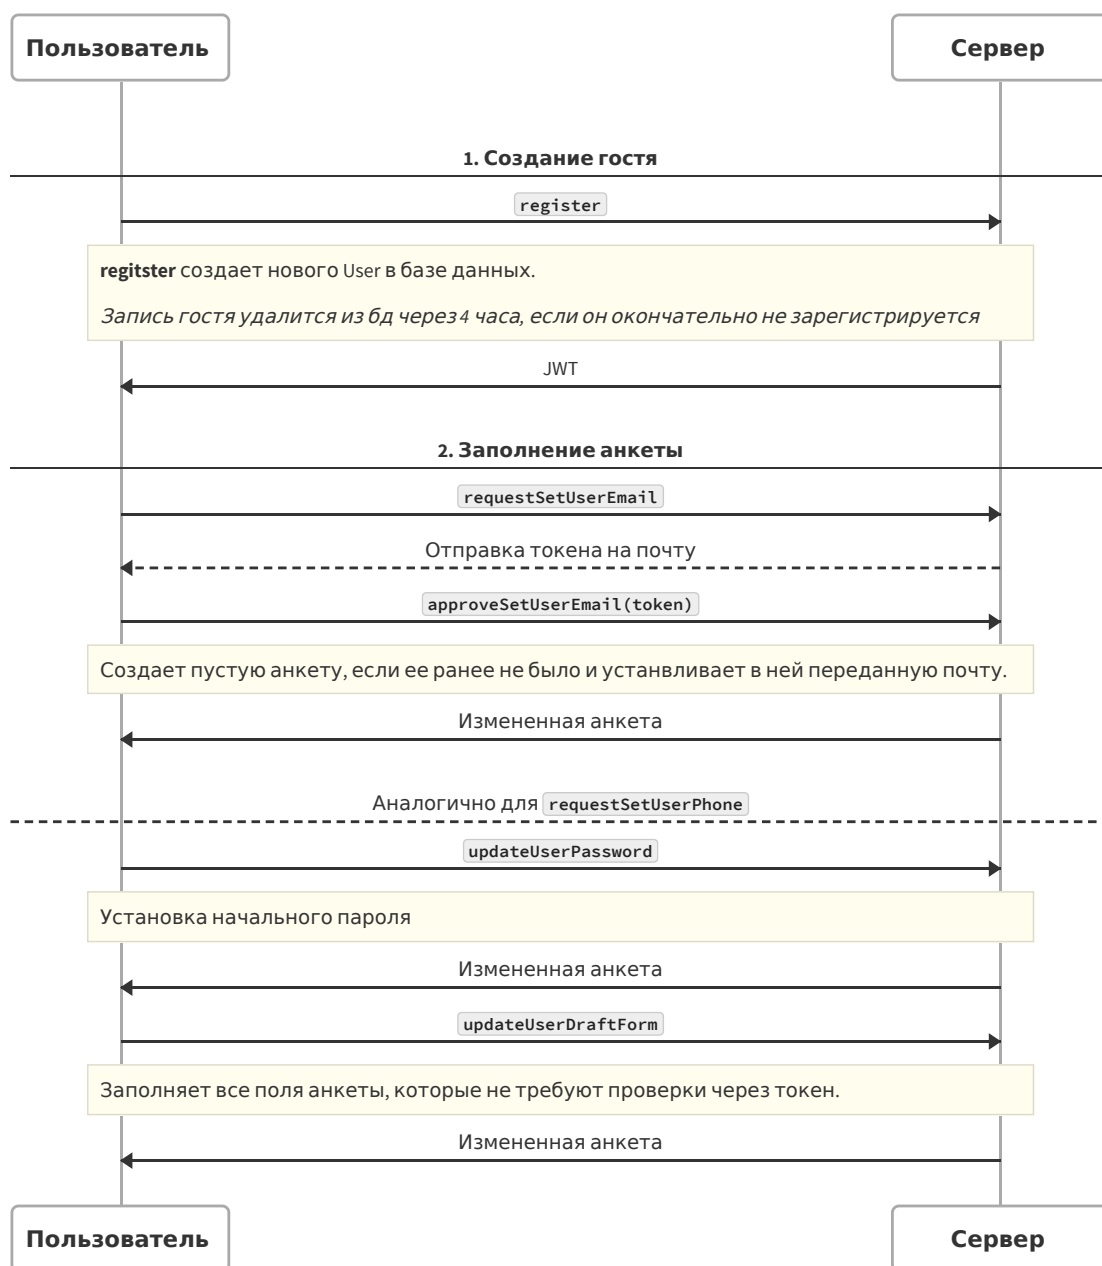 Пользователь
Сервер
1. Создание гостя
register
regitster создает нового User в базе данных.
Запись гостя удалится из бд через 4 часа, если он окончательно не зарегистрируется
JWT
2. Заполнение анкеты
requestSetUserEmail
Отправка токена на почту
approveSetUserEmail(token)
Создает пустую анкету, если ее ранее не было и устанвливает в ней переданную почту.
Измененная анкета
Аналогично для requestSetUserPhone
updateUserPassword
Установка начального пароля
Измененная анкета
updateUserDraftForm
Заполняет все поля анкеты, которые не требуют проверки через токен.
Измененная анкета
Пользователь
Сервер